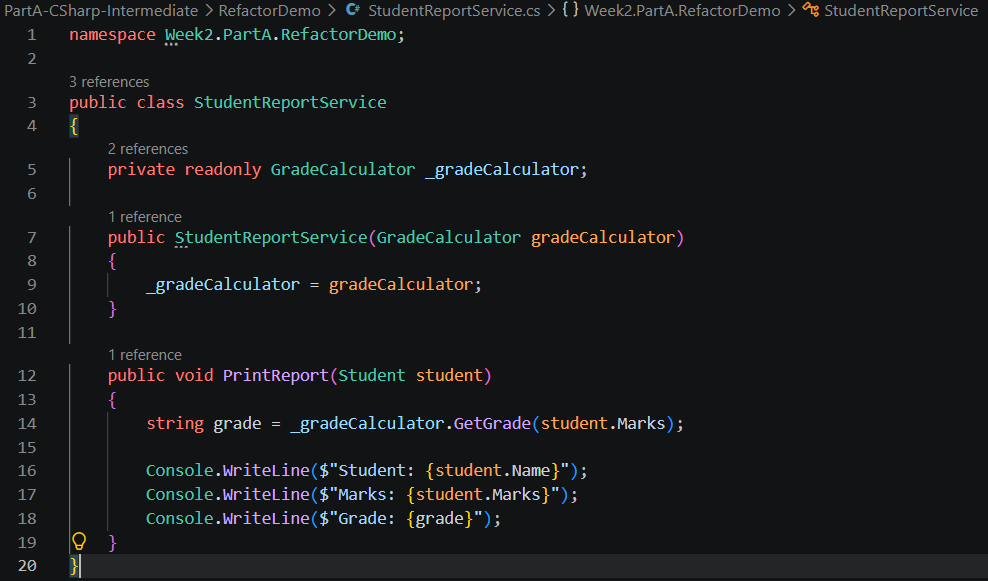 PartA-CSharp-Intermediate > RefactorDemo > StudentReportService.cs > {} Week2.PartA.RefactorDemo > StudentReportService
1 namespace Week2.PartA.RefactorDemo;
2
3 references
3 public class StudentReportService
4 {
2 references
5     private readonly GradeCalculator _gradeCalculator;
6
1 reference
7     public StudentReportService(GradeCalculator gradeCalculator)
8     {
9         _gradeCalculator = gradeCalculator;
10     }
11
1 reference
12     public void PrintReport(Student student)
13     {
14         string grade = _gradeCalculator.GetGrade(student.Marks);
15
16         Console.WriteLine($"Student: {student.Name}");
17         Console.WriteLine($"Marks: {student.Marks}");
18         Console.WriteLine($"Grade: {grade}");
19     }
20 }